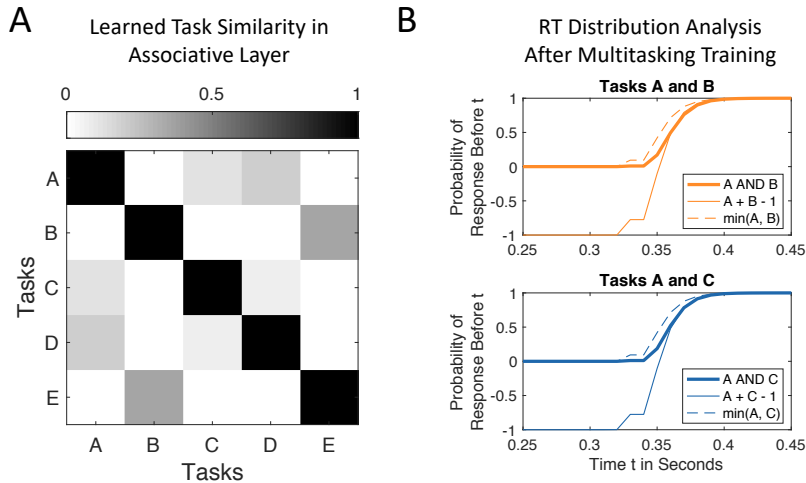 A
Learned Task Similarity in
Associative Layer
0
0.5
1
A
B
C
D
E
Tasks
A
B
C
D
E
Tasks
B
RT Distribution Analysis
After Multitasking Training
Tasks A and B
Probability of
Response Before t
1
0.5
0
-0.5
-1
A AND B
A + B - 1
min(A, B)
0.25
0.3
0.35
0.4
0.45
Tasks A and C
Probability of
Response Before t
1
0.5
0
-0.5
-1
A AND C
A + C - 1
min(A, C)
0.25
0.3
0.35
0.4
0.45
Time t in Seconds